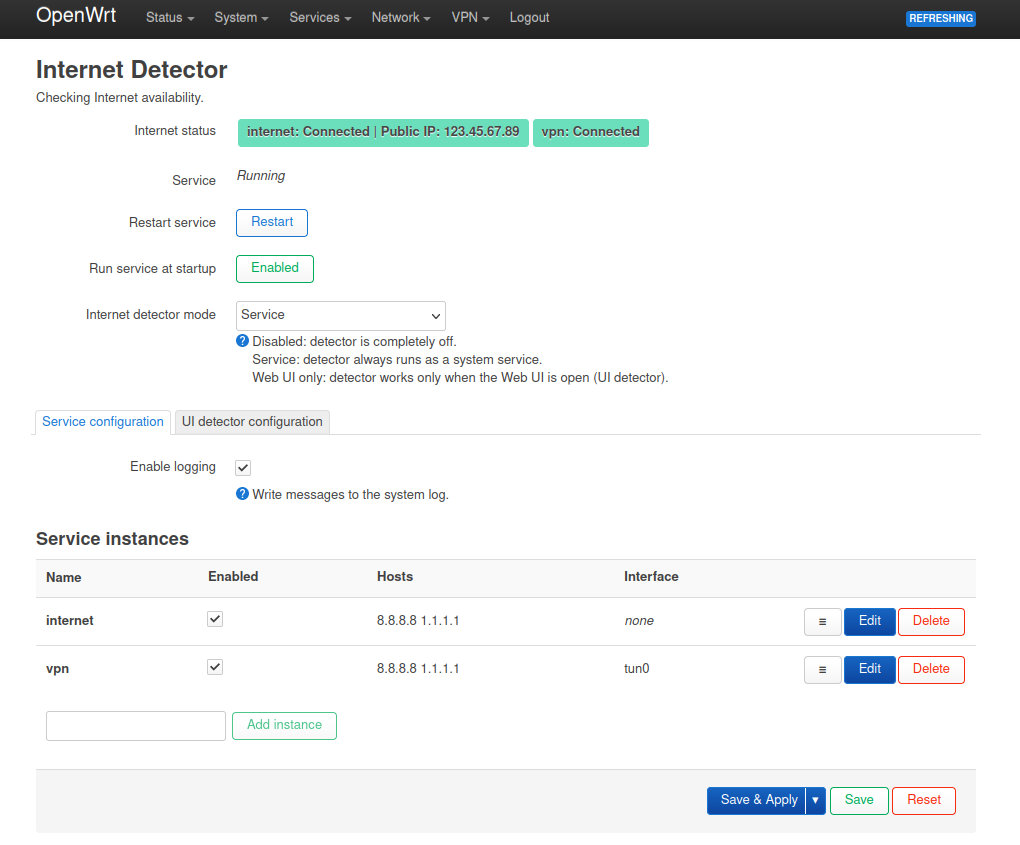 OpenWrt Status System Services Network VPN Logout REFRESHING
Internet Detector
Checking Internet availability.
Internet status internet: Connected | Public IP: 123.45.67.89 vpn: Connected
Service Running
Restart service Restart
Run service at startup Enabled
Internet detector mode Service
? Disabled: detector is completely off.
Service: detector always runs as a system service.
Web UI only: detector works only when the Web UI is open (UI detector).
Service configuration UI detector configuration
Enable logging
? Write messages to the system log.
Service instances
Name Enabled Hosts Interface
internet 8.8.8.8 1.1.1.1 none ≡ Edit Delete
vpn 8.8.8.8 1.1.1.1 tun0 ≡ Edit Delete
Add instance
Save & Apply ▾ Save Reset